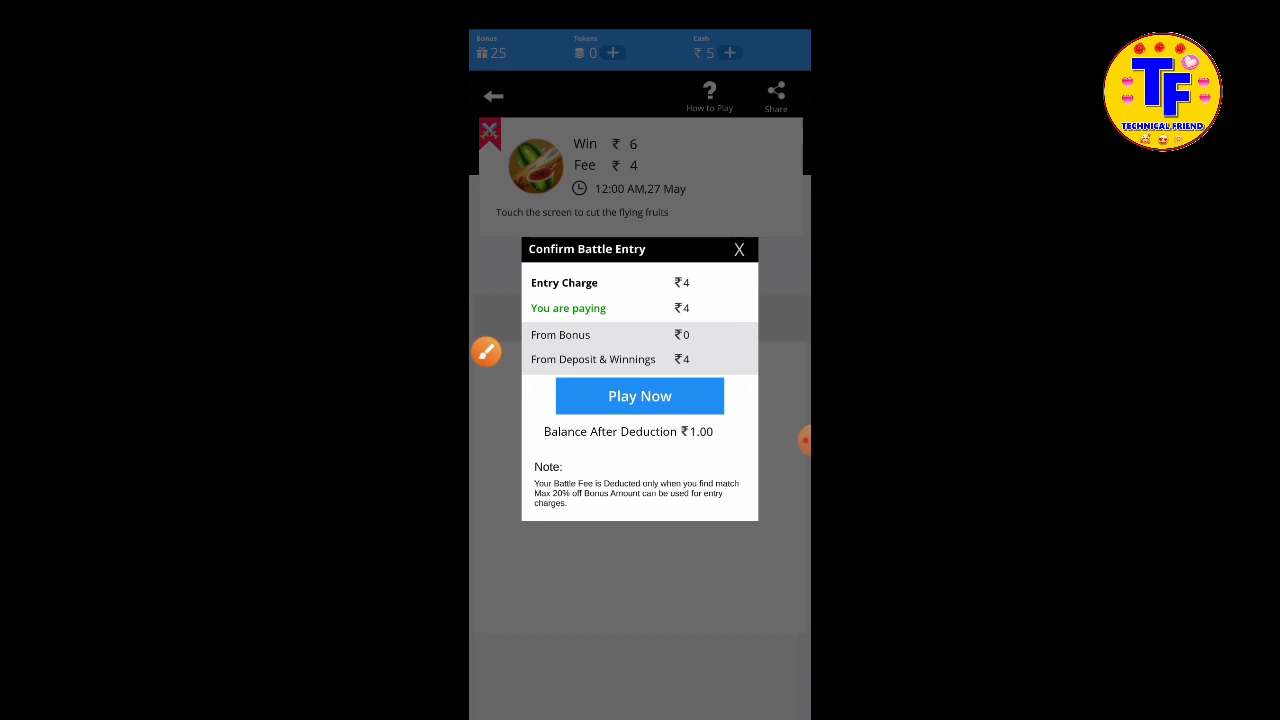 Bonus Tokens Cash
25 0 + ₹ 5 +
How to Play Share
Win ₹ 6
Fee ₹ 4
12:00 AM,27 May
Touch the screen to cut the flying fruits
Confirm Battle Entry X
Entry Charge ₹4
You are paying ₹4
From Bonus ₹0
From Deposit & Winnings ₹4
Play Now
Balance After Deduction ₹1.00
Note:
Your Battle Fee is Deducted only when you find match
Max 20% off Bonus Amount can be used for entry
charges.
TF
TECHNICAL FRIEND